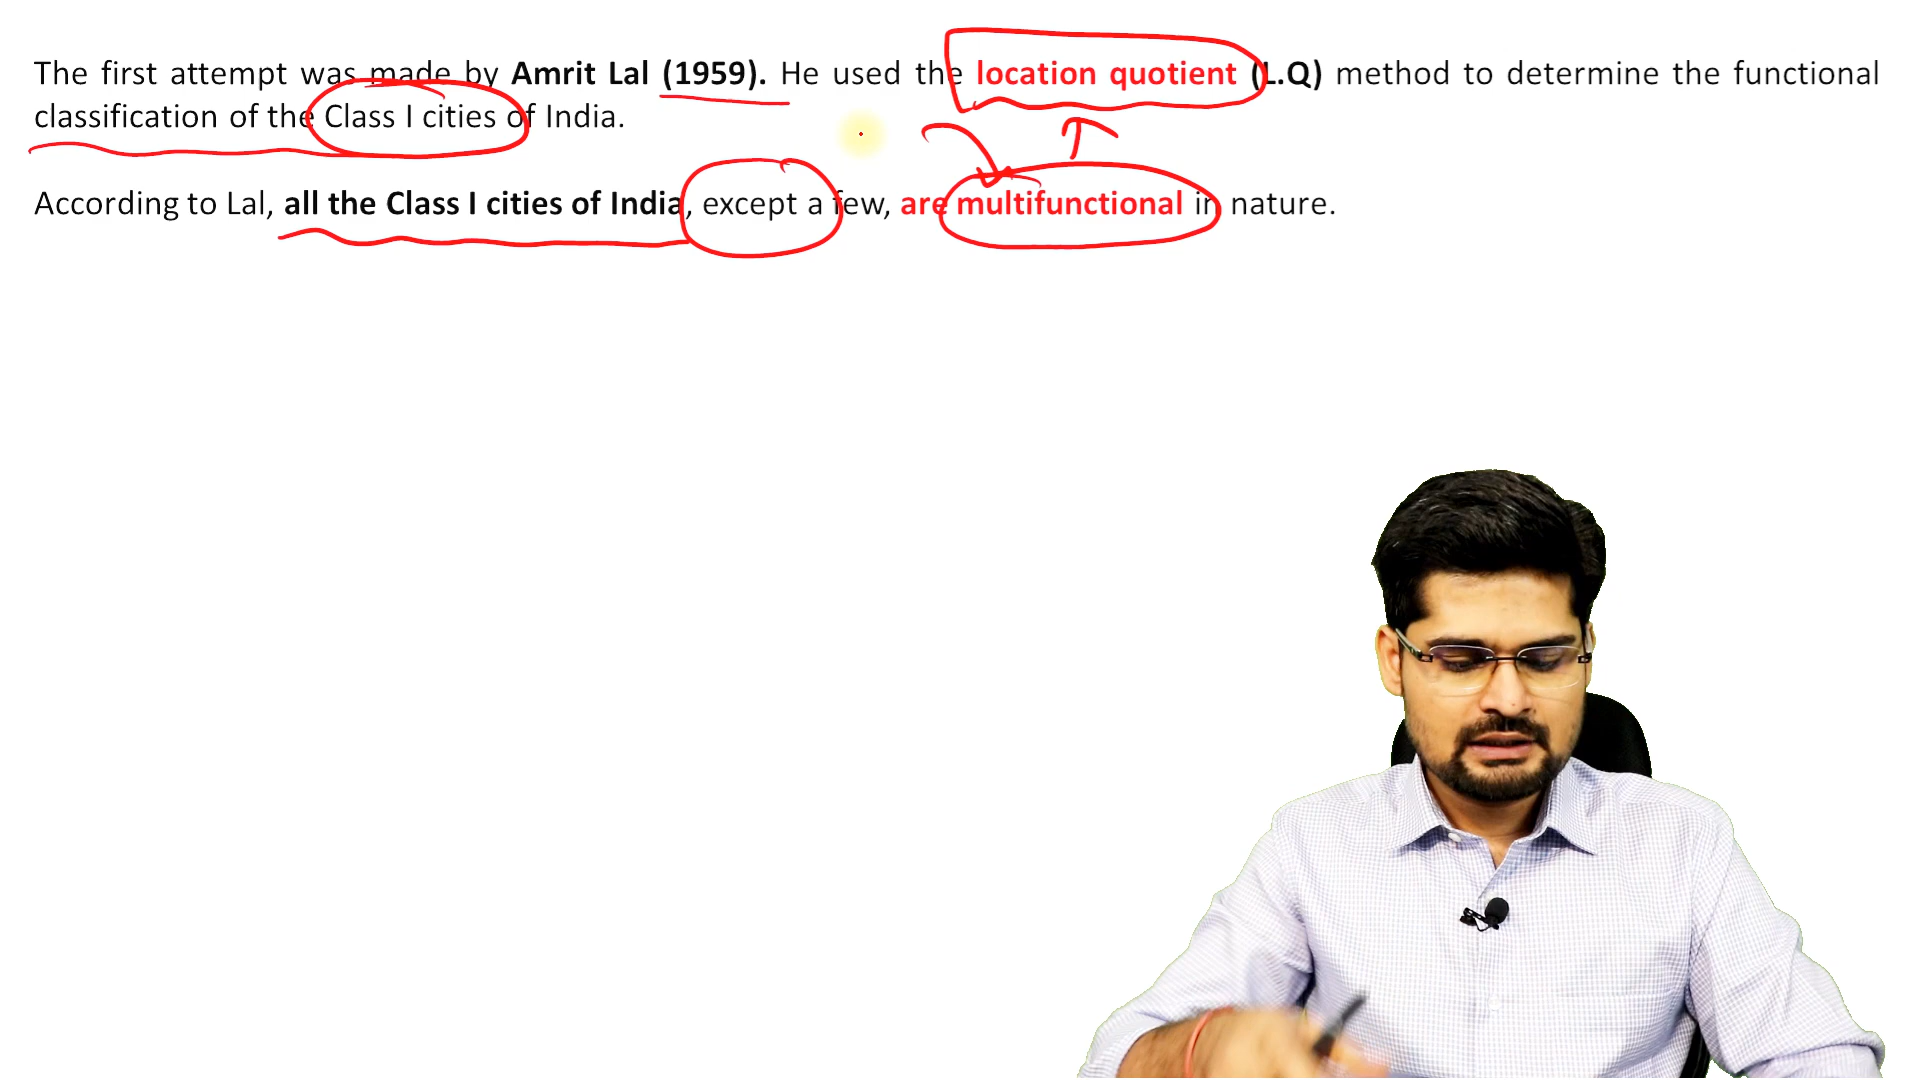 The first attempt was made by Amrit Lal (1959). He used the location quotient (L.Q) method to determine the functional
classification of the Class I cities of India.
According to Lal, all the Class I cities of India, except a few, are multifunctional in nature.